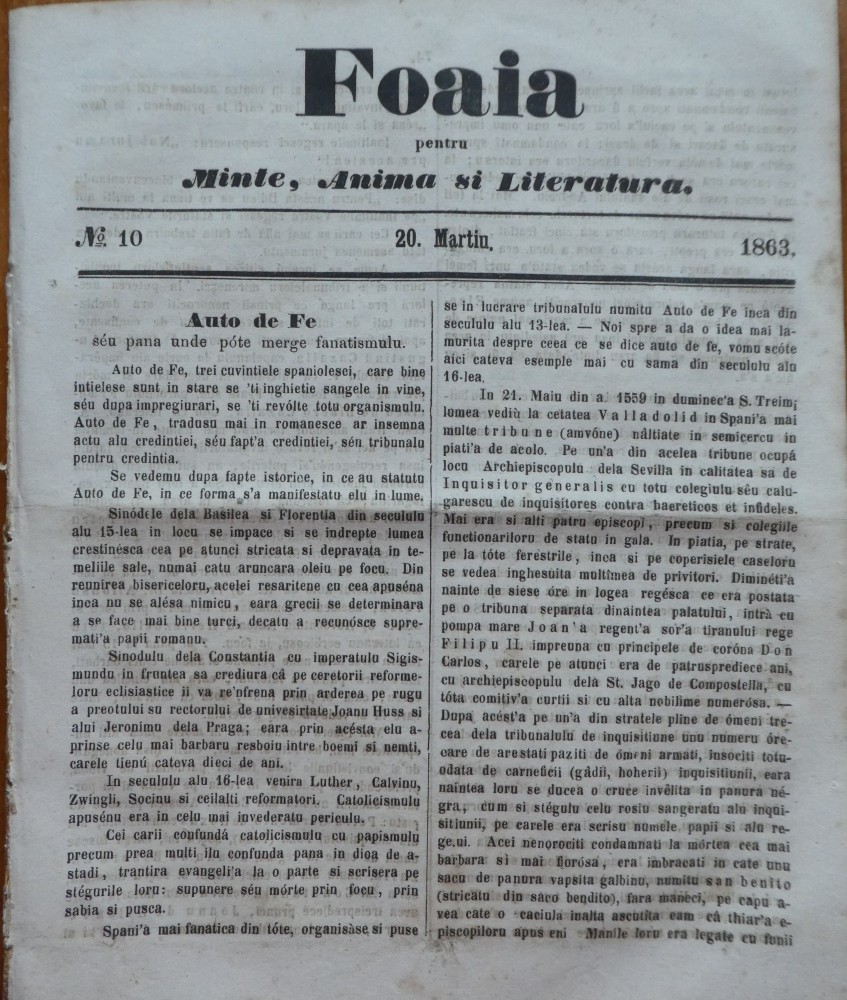 Foaia
pentru
Minte, Anima si Literatura.
No. 10
20. Martiu.
1863.
Auto de Fe
séu pana unde póte merge fanatismulu.
Auto de Fe, trei cuvintiele spaniolesci, care bine
intielese sunt in stare se 'ti inghietie sangele in vine,
séu dupa impregiurari, se 'ti revólte totu organismulu.
Auto de Fe, tradusu mai in romanesce ar insemna
actu alu credintiei, séu fapt'a credintiei, séu tribunalu
pentru credintia.
Se vedemu dupa fapte istorice, in ce au statutu
Auto de Fe, in ce forma s'a manifestatu elu in lume.
Sinódele dela Basilea si Florentia din seculului
alu 15-lea in locu se impace si se indrepte lumea
crestinésca cea pe atunci stricata si depravata in te-
meliile sale, numai catu aruncara oleiu pe focu. Din
reunirea bisericeloru, acelei resaritene cu cea apuséna
inca nu se alésa nimicu, eara grecii se determinara
a se face mai bine turci, decatu a recunósce supre-
mati'a papii romanu.
Sinodulu dela Constantia cu imperatulu Sigis-
mundu in fruntea sa crediura cá pe ceretorii reforme-
loru eclisiastice ii va re'nfrena prin arderea pe rugu
a preotului su rectorului de univesirtate Joanu Huss si
alui Jeronimu dela Praga; eara prin acésta elu a-
prinse celu mai barbaru resboiu intre boemi si nemti,
carele tienú cateva dieci de ani.
In seculúlu alu 16-lea venira Luther, Calvinu,
Zwingli, Socinu si ceilalti reformatori. Catolicismulu
apusénu era in celu mai invederatu periculu.
Cei carii confundá catolicismulu cu papismulu
precum prea multi ilu confunda pana in dioa de a-
stadi, trantira evangeli'a la o parte si scrisera pe
stégurile loru: supunere séu mórte prin focu, prin
sabia si pusca.
Spani'a mai fanatica din tóte, organisàse si puse
se in lucrare tribunalulu numitu Auto de Fe inca din
seculului alu 13-lea. — Noi spre a da o idea mai la-
murita despre ceea ce se dice auto de fe, vomu scóte
aici cateva esemple mai cu sama din seculului alu
16-lea.
In 21. Maiu din a. 1559 in duminec'a S. Treimi
lumea vediù la cetatea Valladolid in Spani'a mai
multe tribune (amvóne) nâltiate in semicercu in
piati'a de acolo. Pe un'a din acelea tribune ocupá
locu Archiepiscopulu dela Sevilla in calitatea sa de
Inquisitor generalis cu totu colegiulu séu calu-
garescu de inquisitores contra haereticos et infideles.
Mai era si alti patru episcopi, precum si colegiile
functionariloru de statu in gala. In piatia, pe strate,
pe la tóte ferestrile, inca si pe coperisiele caseloru
se vedea inghesuita multímea de privitori. Diminéti'a
nainte de siese óre in logea regésca ce era postata
pe o tribuna separata dinaintea palatului, intrà cu
pompa mare Joan'a regent'a sor'a tiranului rege
Filipu II. impreuna cu principele de coróna Don
Carlos, carele pe atunci era de patrusprediece ani,
cu archiepiscopulu dela St. Jago de Compostella, cu
tóta comitiv'a curtii si cu alta nobilime numerósa. —
Dupa acést'a pe un'a din stratele pline de ómeni tre-
cea dela tribunalulu de inquisitione unu numeru óre-
care de arestati paziti de ómeni armati, insociti totu-
odata de carneficii (gâdii, hoherii) inquisitiunii, eara
naintea loru se ducea o cruce invêlita in panura né-
gra, cum si stégulu celu rosiu sangeratu alu inqui-
sitiunii, pe carele era scrisu numele papii si alu re-
ge.ui. Acei nenorociti condamnati la mórtea cea mai
barbara si mai fiorósa, era imbracati in cate unu
sacu de panura vapsita galbinu, numitu san benito
(stricatu din saco bendito), fara maneci, pe capu a-
vea cate o caciula inalta ascutita cam cá thiar'a e-
piscopiloru apus eni Manile loru era legate cu funii